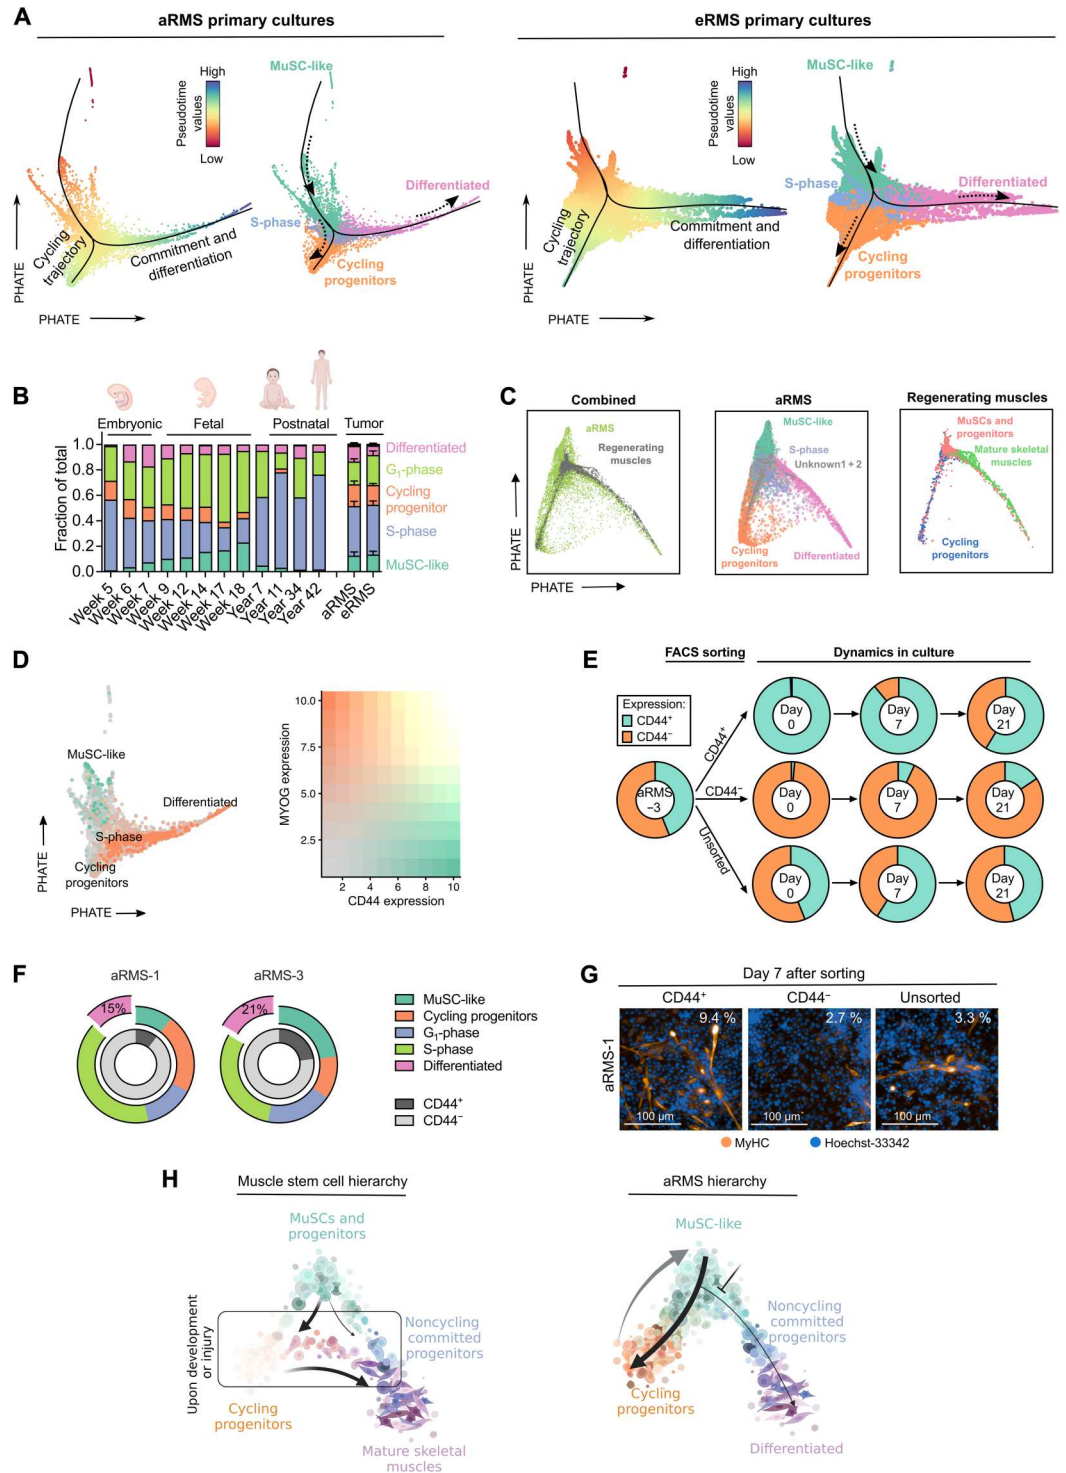 A
aRMS primary cultures
eRMS primary cultures
High
Pseudotime
values
Low
MuSC-like
S-phase
Differentiated
Cycling
progenitors
Cycling
trajectory
Commitment and
differentiation
PHATE
PHATE
High
Pseudotime
values
Low
MuSC-like
S-phase
Differentiated
Cycling
progenitors
Cycling
trajectory
Commitment and
differentiation
PHATE
PHATE
B
Embryonic
Fetal
Postnatal
Tumor
Fraction of total
1.0
0.8
0.6
0.4
0.2
0.0
Differentiated
G₁-phase
Cycling
progenitor
S-phase
MuSC-like
Week 5
Week 6
Week 7
Week 9
Week 12
Week 14
Week 17
Week 18
Year 7
Year 11
Year 34
Year 42
aRMS
eRMS
C
Combined
aRMS
Regenerating muscles
aRMS
Regenerating
muscles
MuSC-like
S-phase
Unknown1+2
Cycling
progenitors
Differentiated
MuSCs and
progenitors
Mature skeletal
muscles
Cycling
progenitors
PHATE
PHATE
D
MuSC-like
Differentiated
S-phase
Cycling
progenitors
PHATE
PHATE
MYOG expression
10.0
7.5
5.0
2.5
2
4
6
8
10
CD44 expression
E
FACS sorting
Dynamics in culture
Expression:
CD44⁺
CD44⁻
aRMS
−3
CD44⁺
CD44⁻
Unsorted
Day
0
Day
7
Day
21
Day
0
Day
7
Day
21
Day
0
Day
7
Day
21
F
aRMS-1
aRMS-3
15%
21%
MuSC-like
Cycling progenitors
G₁-phase
S-phase
Differentiated
CD44⁺
CD44⁻
G
Day 7 after sorting
CD44⁺
CD44⁻
Unsorted
aRMS-1
9.4 %
2.7 %
3.3 %
100 µm
100 µm
100 µm
MyHC
Hoechst-33342
H
Muscle stem cell hierarchy
MuSCs and
progenitors
Upon development
or injury
Noncycling
committed
progenitors
Cycling
progenitors
Mature skeletal
muscles
aRMS hierarchy
MuSC-like
Noncycling
committed
progenitors
Cycling
progenitors
Differentiated